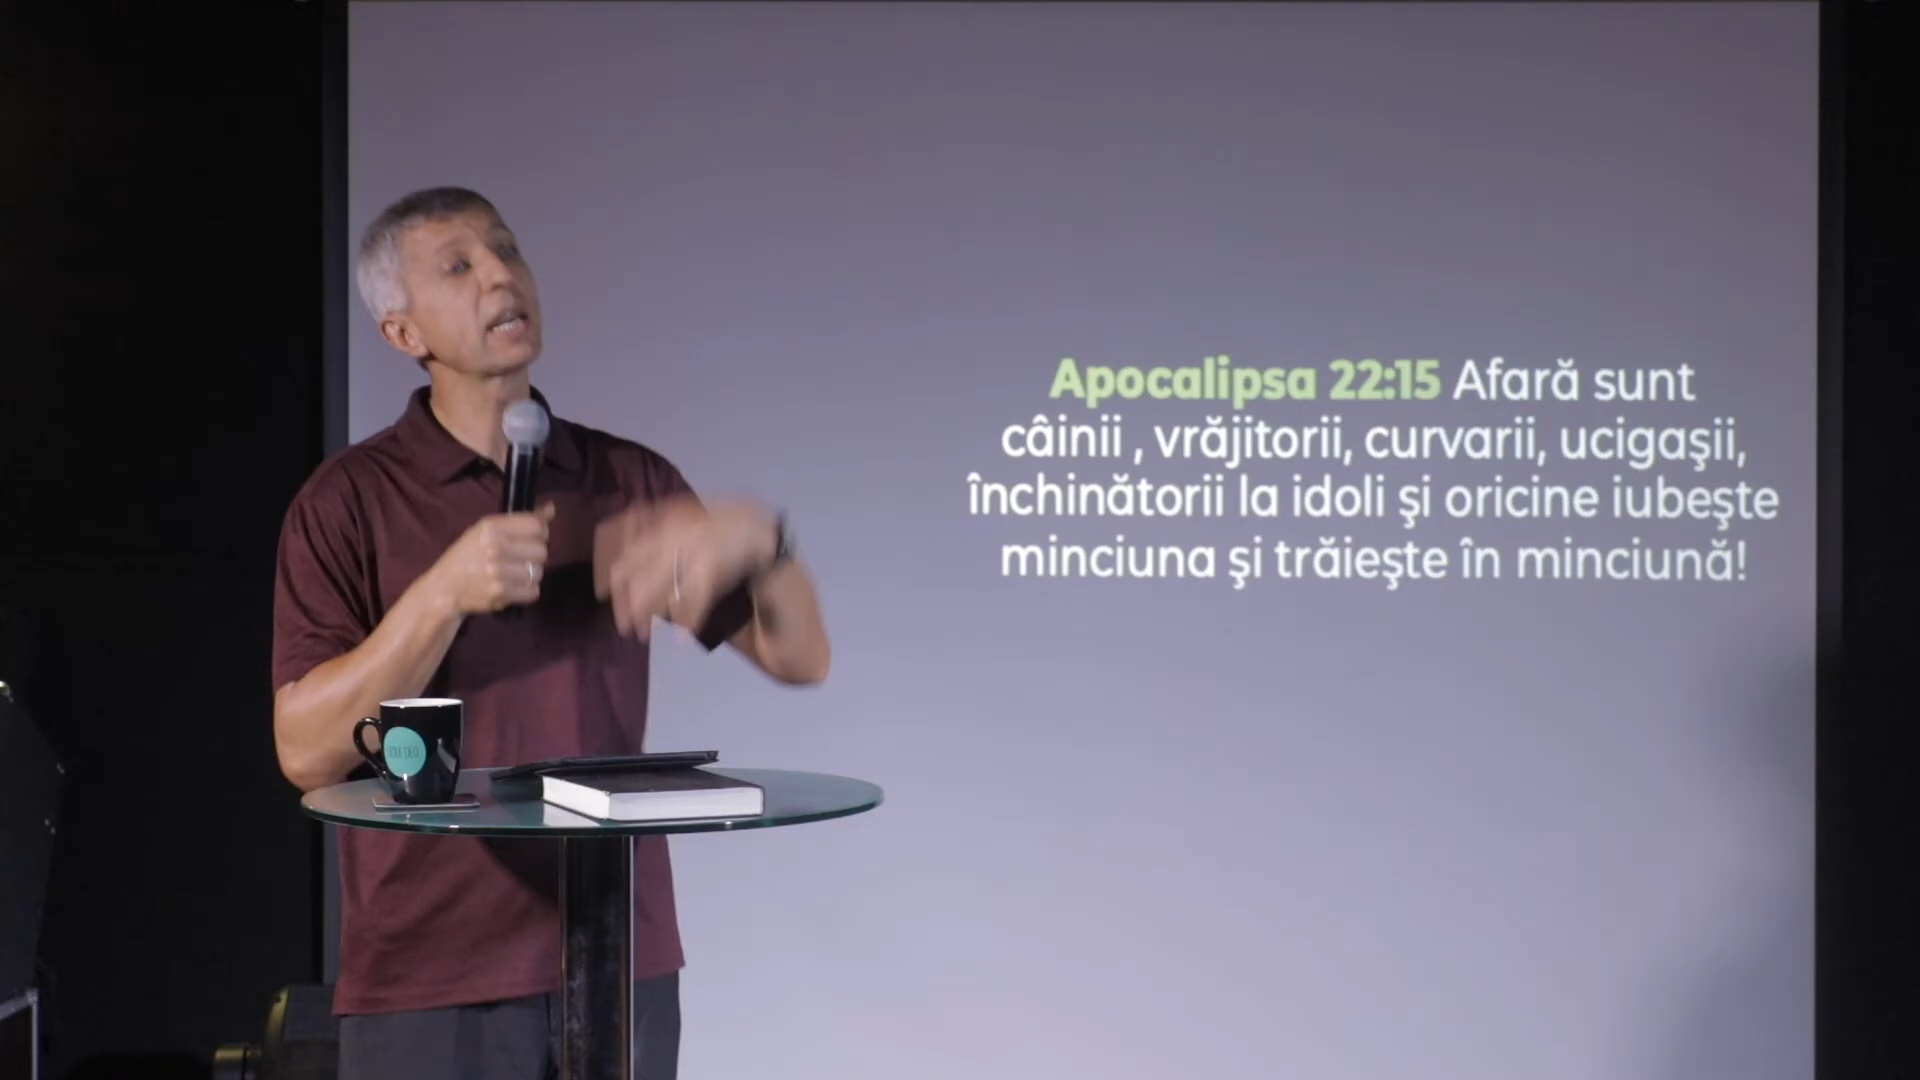 Apocalipsa 22:15 Afară sunt
câinii , vrăjitorii, curvarii, ucigaşii,
închinătorii la idoli şi oricine iubeşte
minciuna şi trăieşte în minciună!
DEO